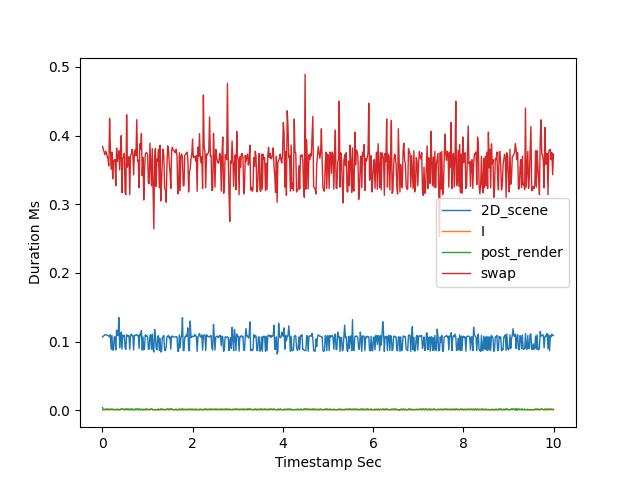 0.5
0.4
0.3
0.2
0.1
0.0
Duration Ms
2D_scene
I
post_render
swap
0 2 4 6 8 10
Timestamp Sec